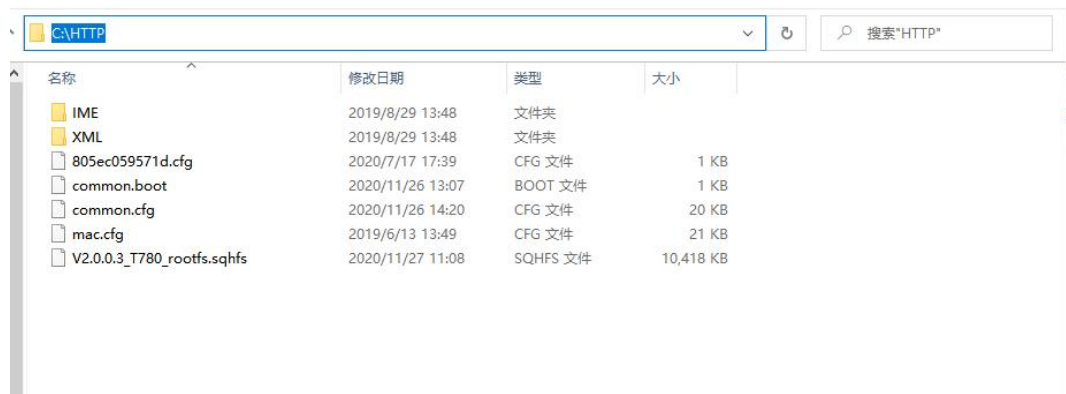 C:\HTTP 搜索"HTTP"
名称 修改日期 类型 大小
IME 2019/8/29 13:48 文件夹
XML 2019/8/29 13:48 文件夹
805ec059571d.cfg 2020/7/17 17:39 CFG 文件 1 KB
common.boot 2020/11/26 13:07 BOOT 文件 1 KB
common.cfg 2020/11/26 14:20 CFG 文件 20 KB
mac.cfg 2019/6/13 13:49 CFG 文件 21 KB
V2.0.0.3_T780_rootfs.sqhfs 2020/11/27 11:08 SQHFS 文件 10,418 KB